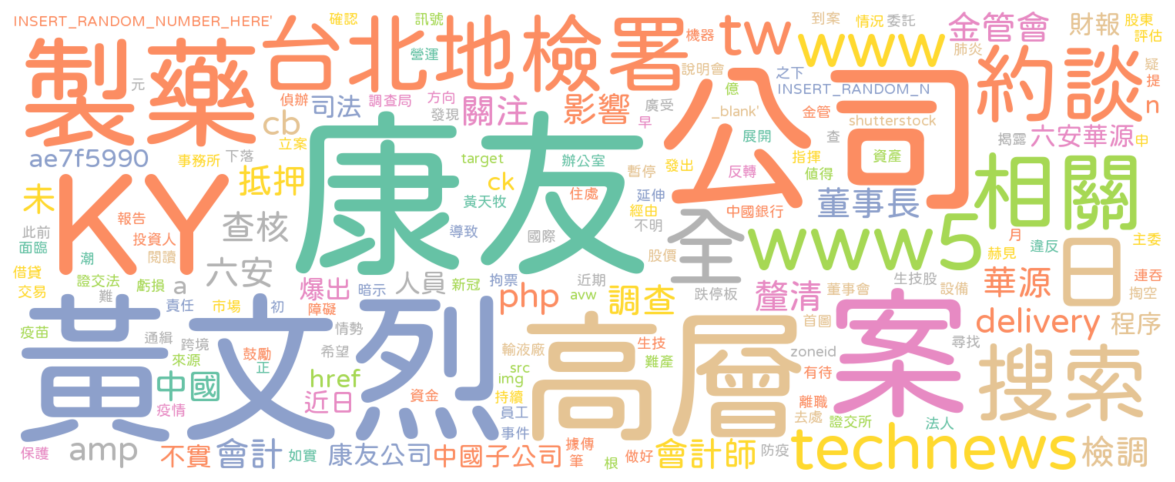 INSERT_RANDOM_NUMBER_HERE'
確認
訊號
到案
情況
委託
金管會
財報
股東
評估
台北地檢署
機器
tw
www
肺炎
營運
製藥
說明會
之下
疑
約談
提
元
公司
億
INSERT_RANDOM_N
偵辦
司法
調查局
方向
關注
影響
廣受
_blank'
金管
n
發現
早
shutterstock
cb
康友
展開
查
揭露
六安華源
申
立案
ae7f5990
事務所
下落
target
辦公室
資產
抵押
暫停
發出
反轉
指揮
值得
相關
KY
ck
未
黃天牧
住處
延伸
董事長
報告
經由
中國銀行
此前
面臨
查核
導致
國際
不明
全
www5
日
月
違反
主委
投資人
閱讀
潮
股價
赫見
六安
人員
借貸
交易
證交法
難
虧損
a
爆出
暗示
新冠
拘票
近期
跌停板
生技股
華源
連吞
掏空
php
avw
調查
釐清
董事會
設備
責任
市場
初
障礙
黃文烈
高層
案
delivery
程序
疫苗
通緝
跨境
情勢
首圖
來源
鼓勵
希望
輸液廠
生技
zoneid
尋找
正
src
難產
搜索
中國
href
img
有待
疫情
近日
資金
持續
離職
員工
去處
證交所
法人
事件
保護
amp
不實
會計
如實
康友公司
中國子公司
據傳
筆
根
做好
會計師
防疫
technews
檢調